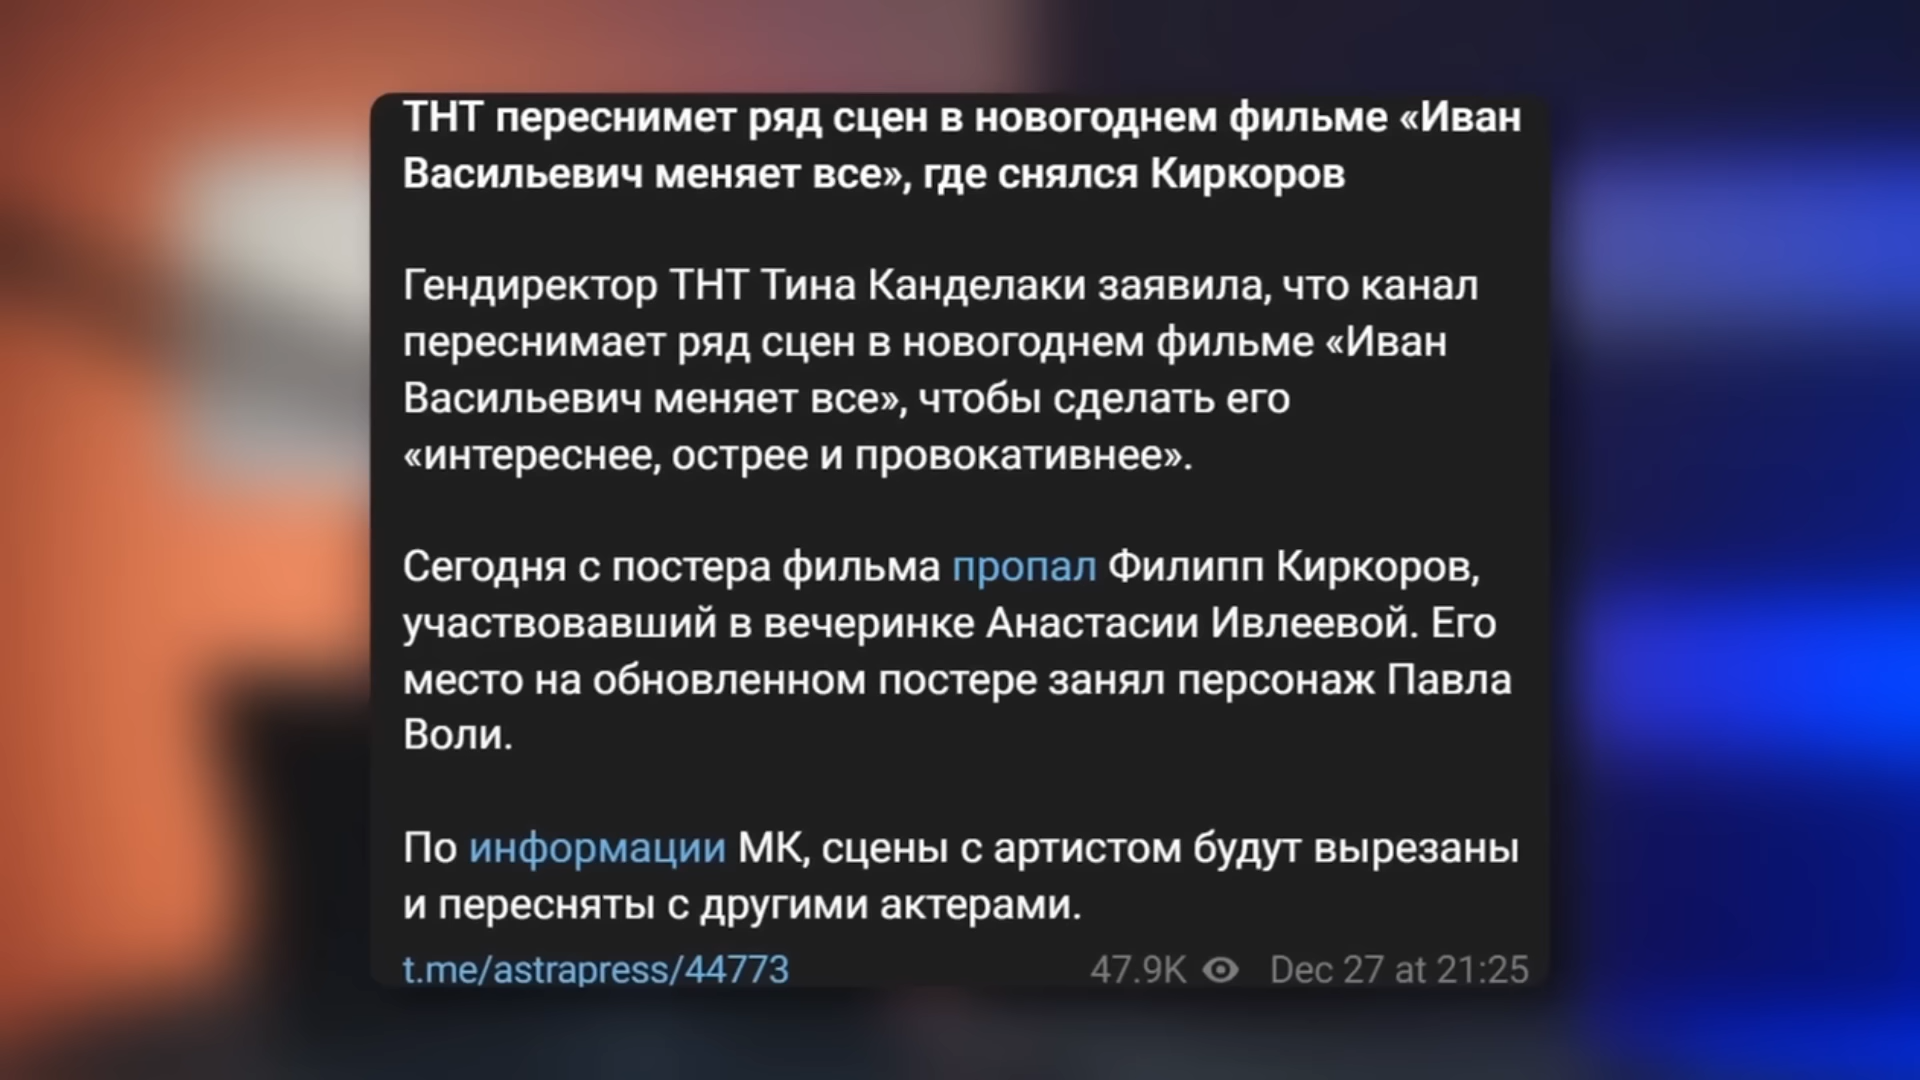 ТНТ переснимет ряд сцен в новогоднем фильме «Иван
Васильевич меняет все», где снялся Киркоров
Гендиректор ТНТ Тина Канделаки заявила, что канал
переснимает ряд сцен в новогоднем фильме «Иван
Васильевич меняет все», чтобы сделать его
«интереснее, острее и провокативнее».
Сегодня с постера фильма пропал Филипп Киркоров,
участвовавший в вечеринке Анастасии Ивлеевой. Его
место на обновленном постере занял персонаж Павла
Воли.
По информации МК, сцены с артистом будут вырезаны
и пересняты с другими актерами.
t.me/astrapress/44773 47.9K Dec 27 at 21:25